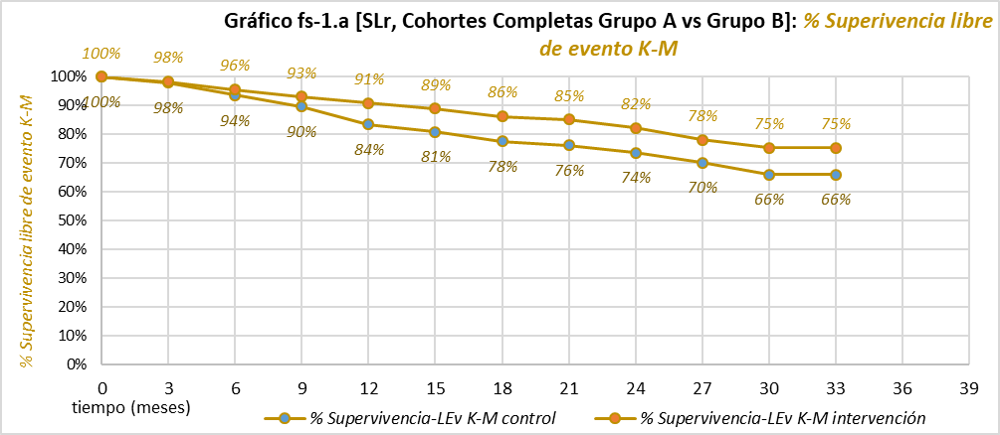 Gráfico fs-1.a [SLr, Cohortes Completas Grupo A vs Grupo B]: % Superivencia libre
de evento K-M
% Superivencia libre de evento K-M
100% 98% 96% 93% 91% 89% 86% 85% 82% 78% 75% 75%
100% 98% 94% 90% 84% 81% 78% 76% 74% 70% 66% 66%
100%
90%
80%
70%
60%
50%
40%
30%
20%
10%
0%
0 3 6 9 12 15 18 21 24 27 30 33 36 39
tiempo (meses)
% Supervivencia-LEv K-M control
% Supervivencia-LEv K-M intervención